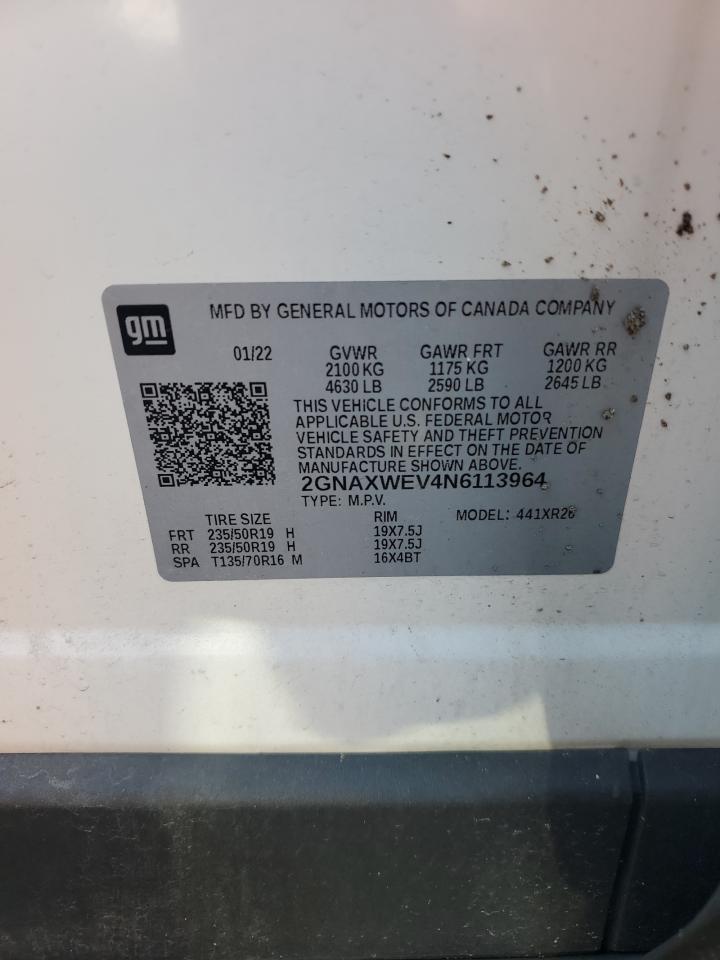 gm
MFD BY GENERAL MOTORS OF CANADA COMPANY
01/22 GVWR GAWR FRT GAWR RR
2100 KG 1175 KG 1200 KG
4630 LB 2590 LB 2645 LB
THIS VEHICLE CONFORMS TO ALL
APPLICABLE U.S. FEDERAL MOTOR
VEHICLE SAFETY AND THEFT PREVENTION
STANDARDS IN EFFECT ON THE DATE OF
MANUFACTURE SHOWN ABOVE.
2GNAXWEV4N6113964
TYPE: M.P.V.
TIRE SIZE RIM MODEL: 441XR26
FRT 235/50R19 H 19X7.5J
RR 235/50R19 H 19X7.5J
SPA T135/70R16 M 16X4BT